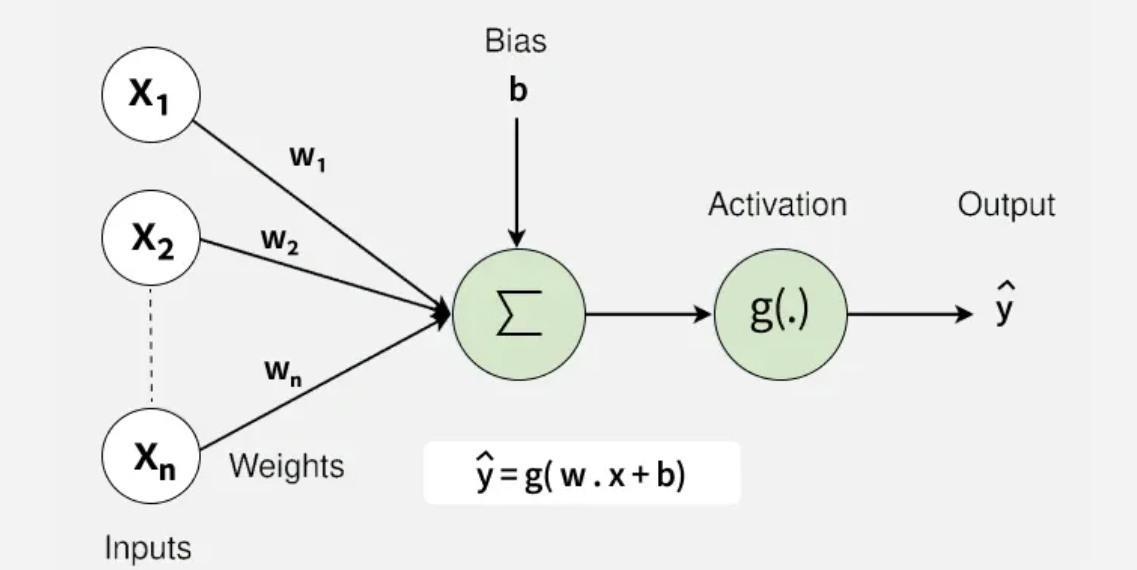 Bias
b
X₁
w₁
X₂
w₂
Activation
Output
∑
g(.)
ŷ
wₙ
Xₙ
Weights
ŷ = g( w . x + b)
Inputs